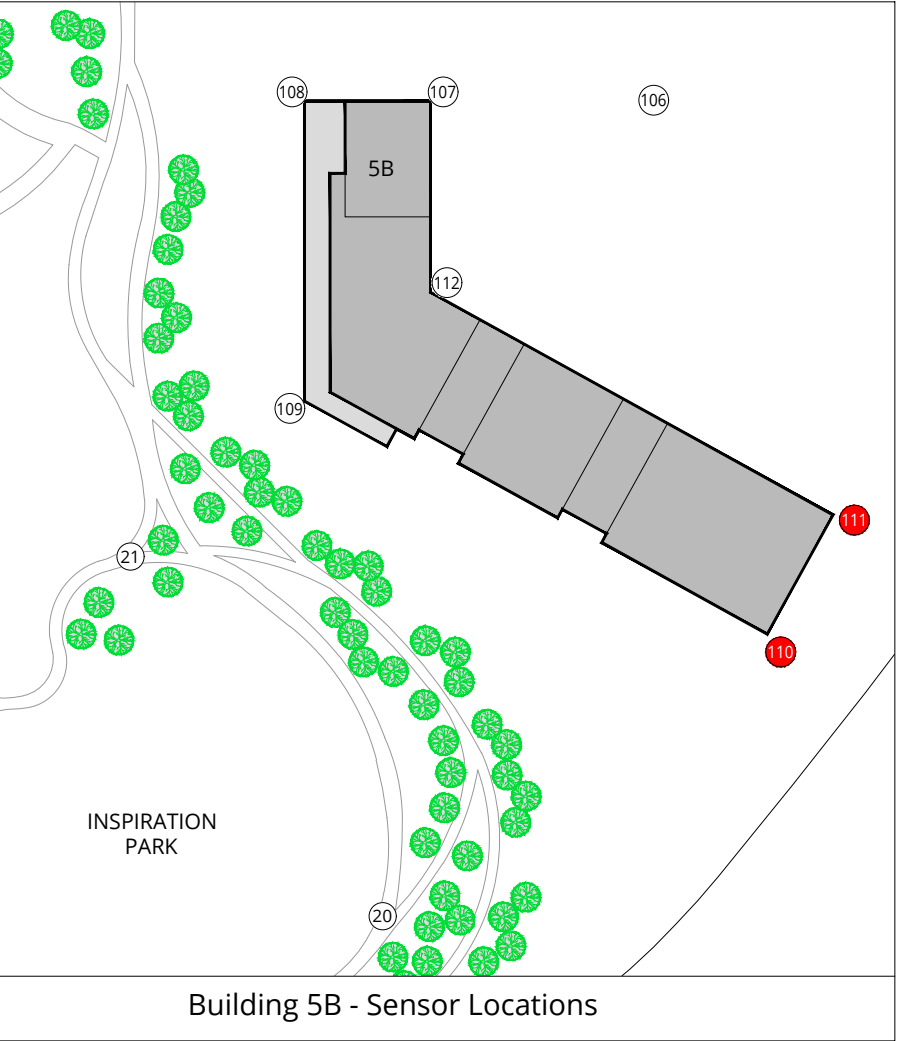 108
107
106
5B
112
109
111
21
110
INSPIRATION
PARK
20
Building 5B - Sensor Locations